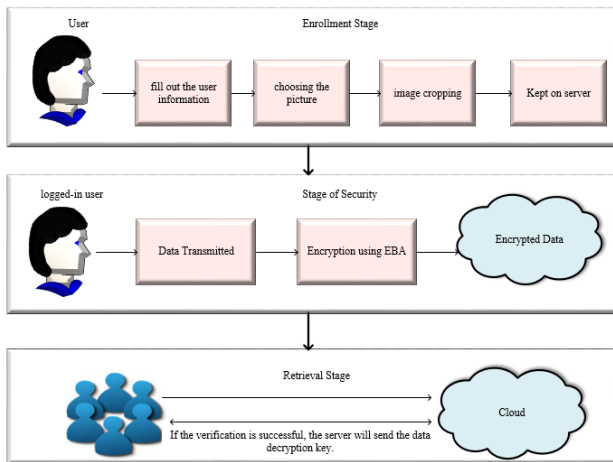 User
Enrollment Stage
fill out the user
information
choosing the
picture
image cropping
Kept on server
logged-in user
Stage of Security
Data Transmitted
Encryption using EBA
Encrypted Data
Retrieval Stage
Cloud
If the verification is successful, the server will send the data
decryption key.